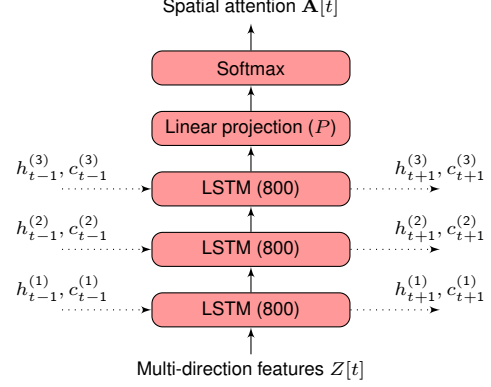 Spatial attention A[t]
Softmax
Linear projection (P)
h_{t-1}^{(3)}, c_{t-1}^{(3)} LSTM (800) h_{t+1}^{(3)}, c_{t+1}^{(3)}
h_{t-1}^{(2)}, c_{t-1}^{(2)} LSTM (800) h_{t+1}^{(2)}, c_{t+1}^{(2)}
h_{t-1}^{(1)}, c_{t-1}^{(1)} LSTM (800) h_{t+1}^{(1)}, c_{t+1}^{(1)}
Multi-direction features Z[t]